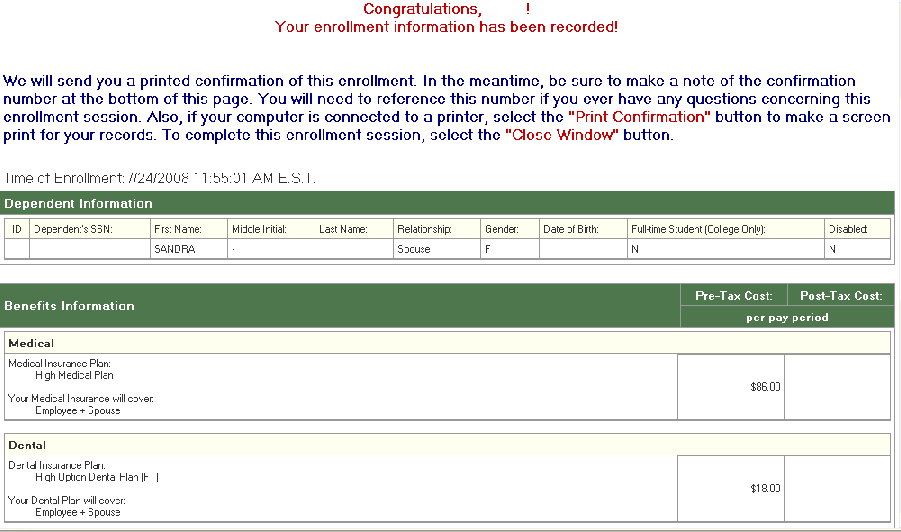 Congratulations, !
Your enrollment information has been recorded!
We will send you a printed confirmation of this enrollment. In the meantime, be sure to make a note of the confirmation
number at the bottom of this page. You will need to reference this number if you ever have any questions concerning this
enrollment session. Also, if your computer is connected to a printer, select the "Print Confirmation" button to make a screen
print for your records. To complete this enrollment session, select the "Close Window" button.
Time of Enrollment: 7/24/2008 11:55:01 AM E.S.T.
Dependent Information
ID Dependent's SSN: First Name: Middle Initial: Last Name: Relationship: Gender: Date of Birth: Full-time Student (College Only): Disabled:
SANDRA - Spouse F N N
Benefits Information Pre-Tax Cost: Post-Tax Cost:
per pay period
Medical
Medical Insurance Plan:
High Medical Plan
$86.00
Your Medical Insurance will cover:
Employee + Spouse
Dental
Dental Insurance Plan:
High Option Dental Plan
$18.00
Your Dental Plan will cover:
Employee + Spouse